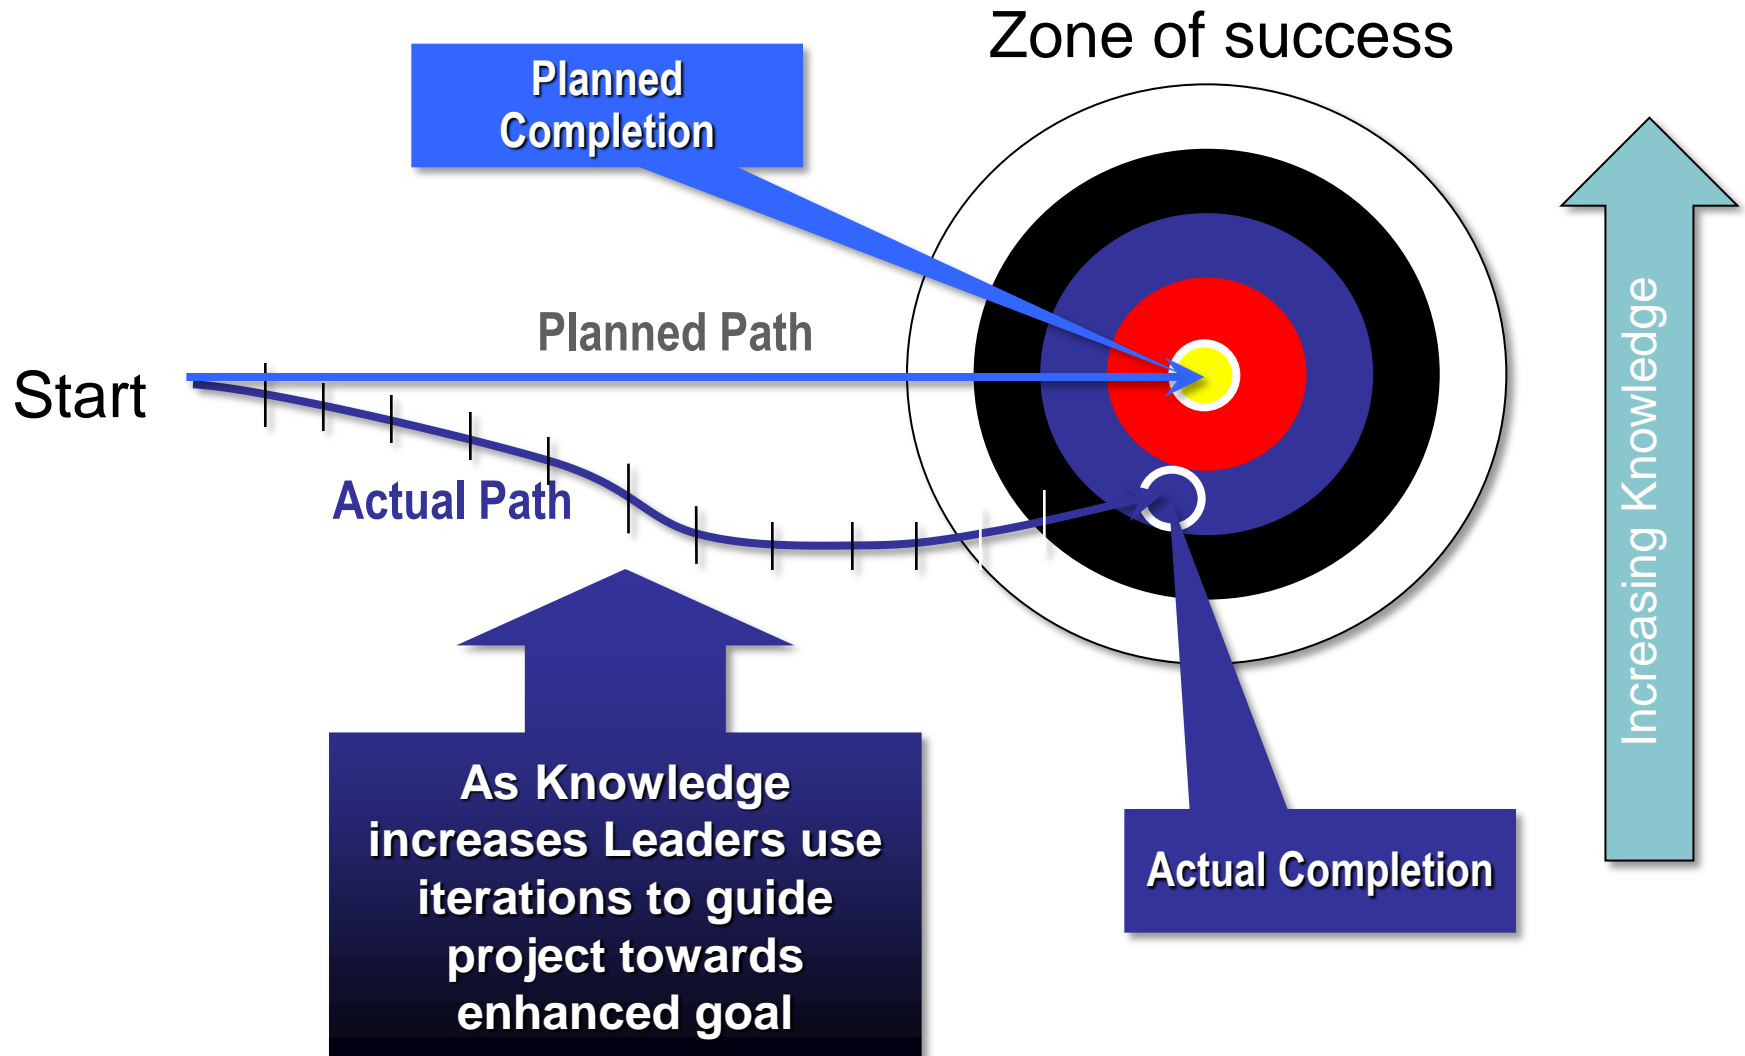 Zone of success
Planned
Completion
Planned Path
Start
Actual Path
Increasing Knowledge
As Knowledge
increases Leaders use
iterations to guide
project towards
enhanced goal
Actual Completion